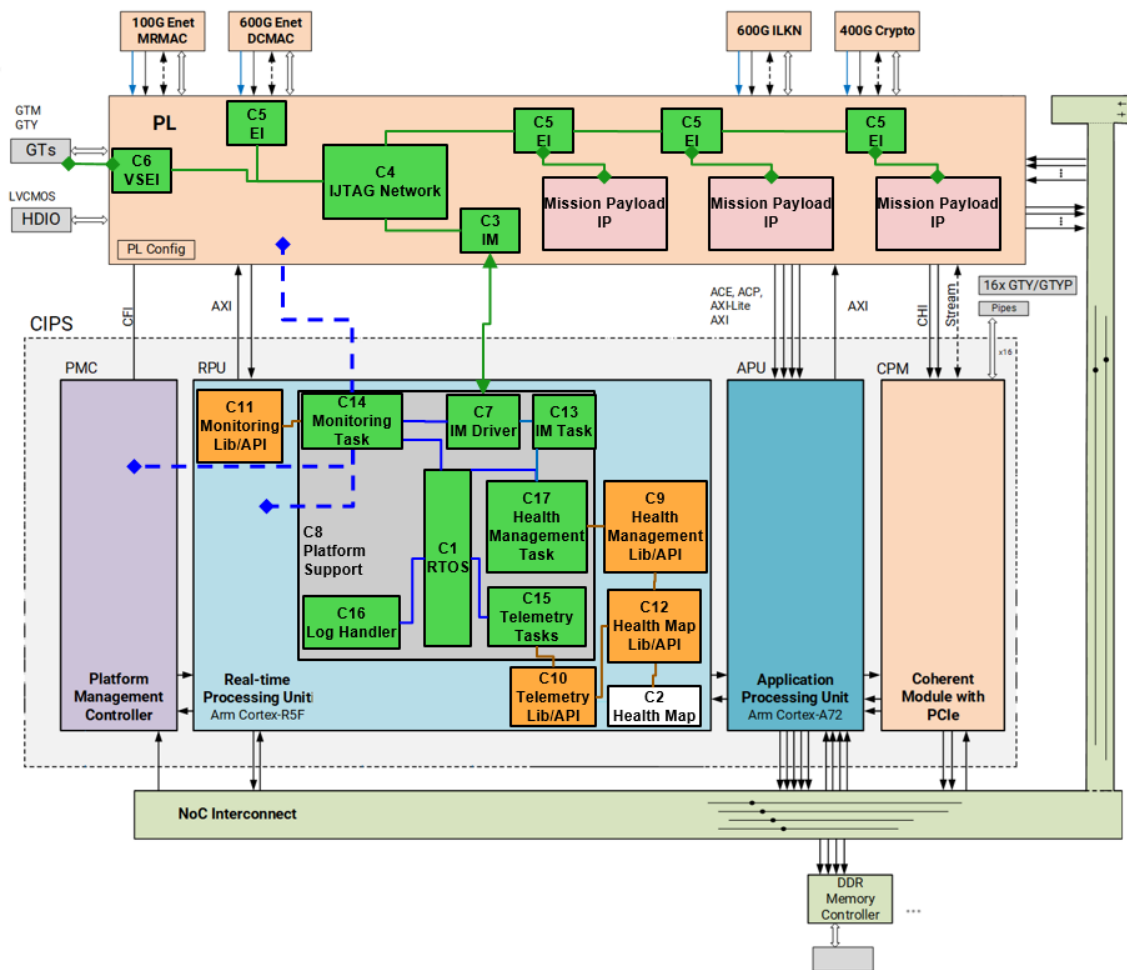 100G Enet
MRMAC
600G Enet
DCMAC
600G ILKN
400G Crypto
GTM
GTY
GTs
LVCMOS
HDIO
PL
C6
VSEI
C5
EI
C4
IJTAG Network
C3
IM
C5
EI
C5
EI
C5
EI
Mission Payload
IP
Mission Payload
IP
Mission Payload
IP
PL Config
CFI
AXI
ACE, ACP,
AXI-Lite
AXI
AXI
CHI
Stream
16x GTY/GTYP
Pipes
x16
CIPS
PMC
RPU
APU
CPM
C11
Monitoring
Lib/API
C14
Monitoring
Task
C7
IM Driver
C13
IM Task
C8
Platform
Support
C1
RTOS
C17
Health
Management
Task
C9
Health
Management
Lib/API
C16
Log Handler
C15
Telemetry
Tasks
C12
Health Map
Lib/API
C10
Telemetry
Lib/API
C2
Health Map
Platform
Management
Controller
Real-time
Processing Unit
Arm Cortex-R5F
Application
Processing Unit
Arm Cortex-A72
Coherent
Module with
PCIe
NoC Interconnect
DDR
Memory
Controller
...